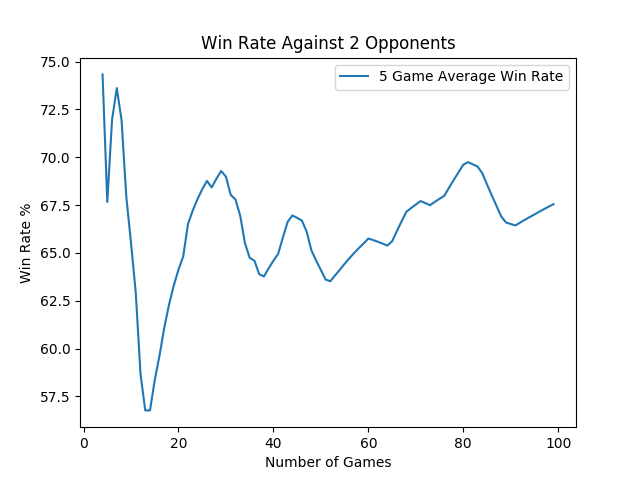 Win Rate Against 2 Opponents
5 Game Average Win Rate
75.0
72.5
70.0
67.5
65.0
62.5
60.0
57.5
Win Rate %
0 20 40 60 80 100
Number of Games